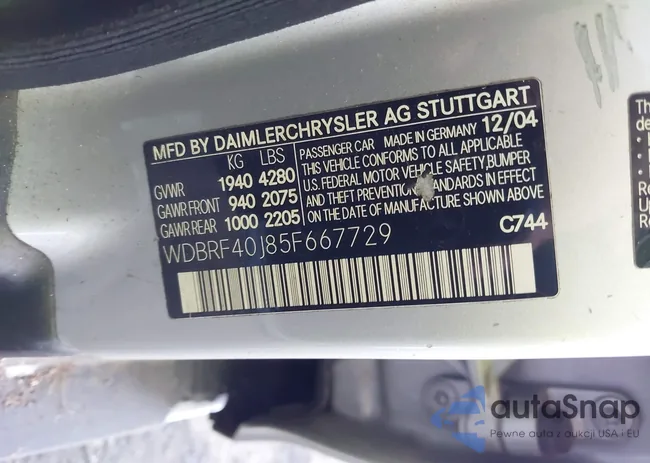 MFD BY DAIMLERCHRYSLER AG STUTTGART
KG LBS
GVWR 1940 4280
GAWR FRONT 940 2075
GAWR REAR 1000 2205
PASSENGER CAR MADE IN GERMANY 12/04
THIS VEHICLE CONFORMS TO ALL APPLICABLE
U.S. FEDERAL MOTOR VEHICLE SAFETY, BUMPER
AND THEFT PREVENTION STANDARDS IN EFFECT
ON THE DATE OF MANUFACTURE SHOWN ABOVE
C744
WDBRF40J85F667729
autaSnap
Pewne auta z aukcji USA i EU